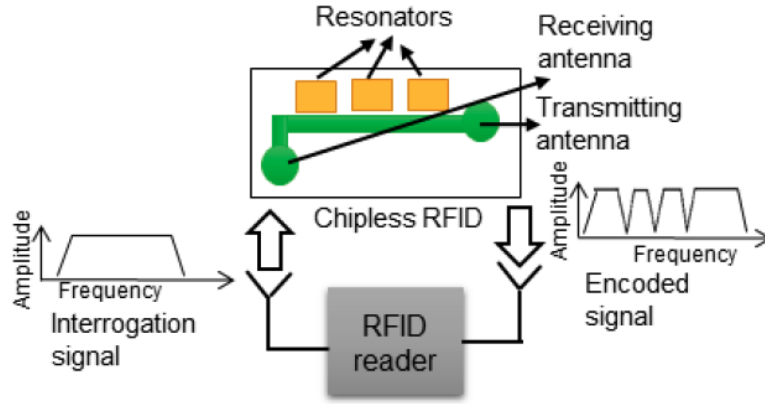 Resonators
Receiving
antenna
Transmitting
antenna
Chipless RFID
Amplitude
Frequency
Interrogation
signal
RFID
reader
Amplitude
Frequency
Encoded
signal